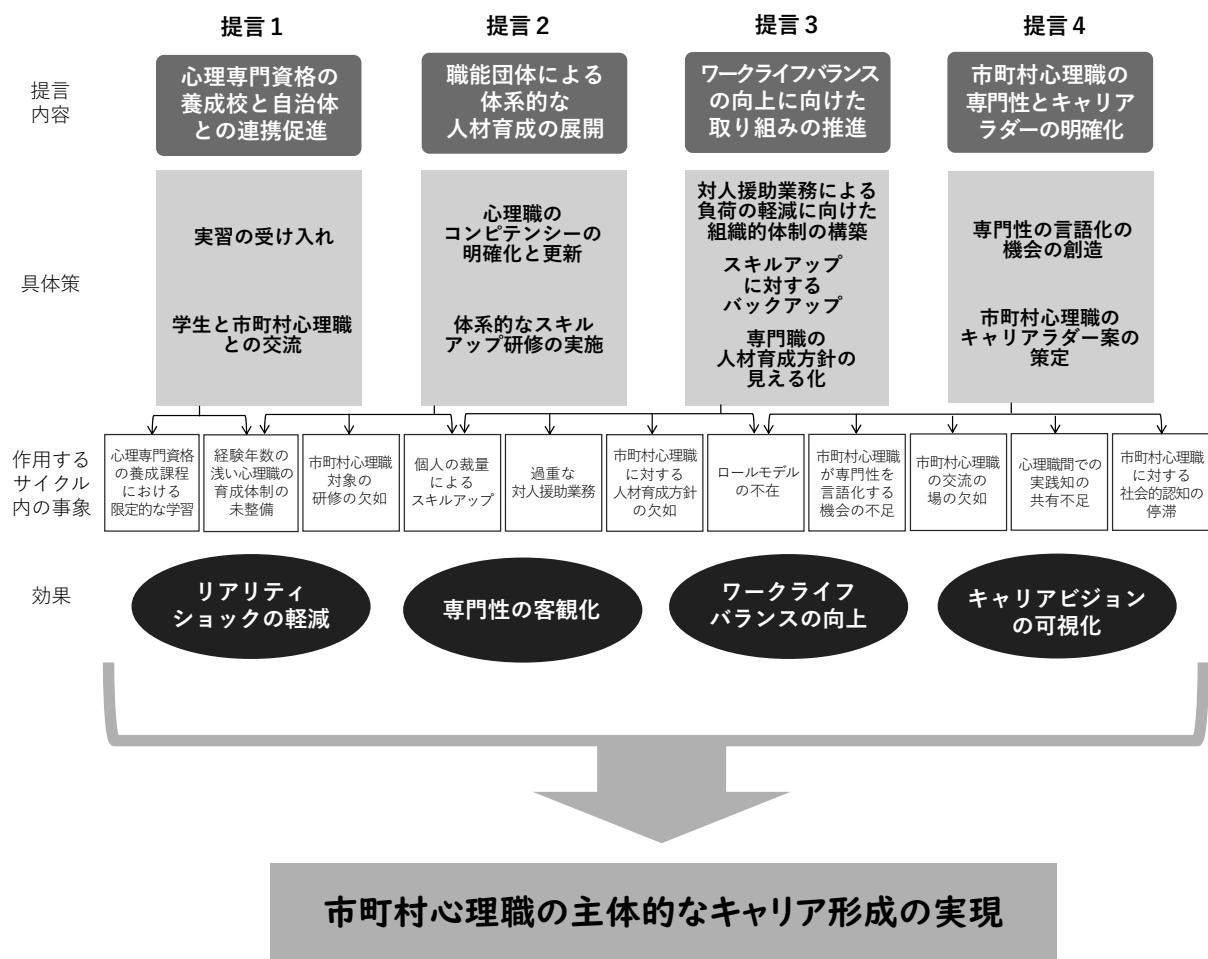 提言1
提言2
提言3
提言4
提言
内容
心理専門資格の
養成校と自治体
との連携促進
職能団体による
体系的な
人材育成の展開
ワークライフバランス
の向上に向けた
取り組みの推進
市町村心理職の
専門性とキャリア
ラダーの明確化
具体策
実習の受け入れ
学生と市町村心理職
との交流
心理職の
コンピテンシーの
明確化と更新
体系的なスキル
アップ研修の実施
対人援助業務による
負荷の軽減に向けた
組織的体制の構築
スキルアップ
に対する
バックアップ
専門職の
人材育成方針の
見える化
専門性の言語化の
機会の創造
市町村心理職の
キャリアラダー案の
策定
作用する
サイクル
内の事象
心理専門資格
の養成課程
における
限定的な学習
経験年数の
浅い心理職の
育成体制の
未整備
市町村心理職
対象の
研修の欠如
個人の裁量
による
スキルアップ
過重な
対人援助業務
市町村心理職
に対する
人材育成方針
の欠如
ロールモデル
の不在
市町村心理職
が専門性を
言語化する
機会の不足
市町村心理職
の交流の
場の欠如
心理職間での
実践知の
共有不足
市町村心理職
に対する
社会的認知の
停滞
効果
リアリティ
ショックの軽減
専門性の客観化
ワークライフ
バランスの向上
キャリアビジョン
の可視化
市町村心理職の主体的なキャリア形成の実現